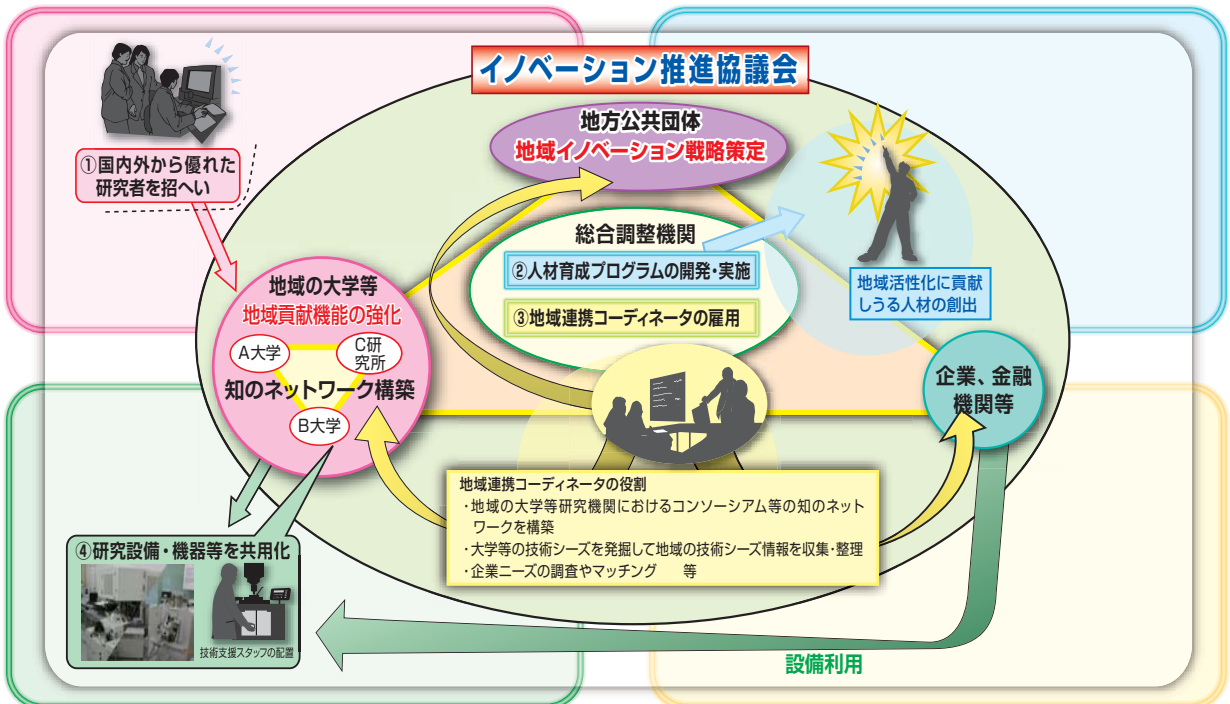 イノベーション推進協議会
地方公共団体
地域イノベーション戦略策定
①国内外から優れた
研究者を招へい
総合調整機関
②人材育成プログラムの開発・実施
③地域連携コーディネータの雇用
地域活性化に貢献
しうる人材の創出
地域の大学等
地域貢献機能の強化
A大学
C研
究所
知のネットワーク構築
B大学
企業、金融
機関等
地域連携コーディネータの役割
・地域の大学等研究機関におけるコンソーシアム等の知のネット
ワークを構築
・大学等の技術シーズを発掘して地域の技術シーズ情報を収集・整理
・企業ニーズの調査やマッチング　等
④研究設備・機器等を共用化
技術支援スタッフの配置
設備利用